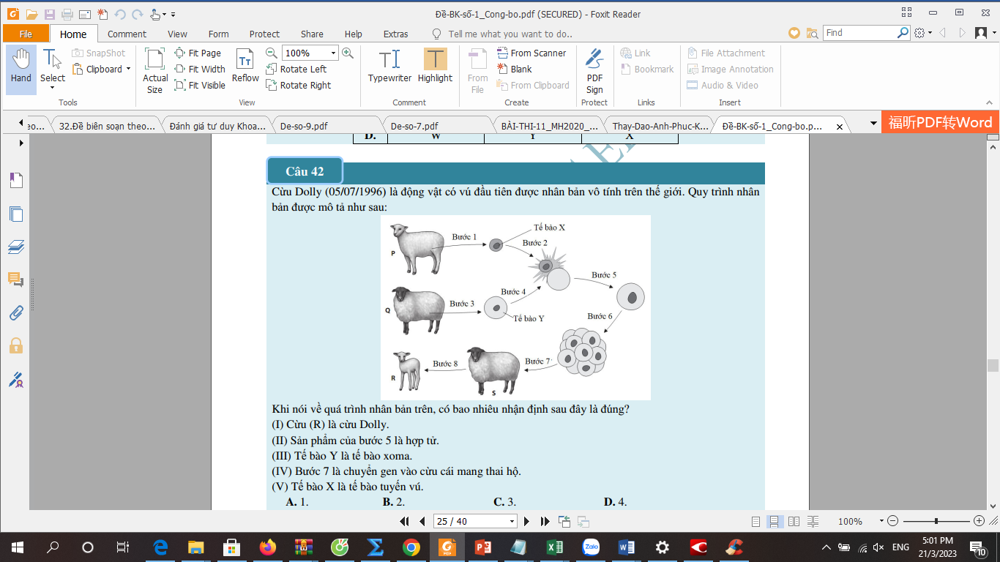 Đề-BK-số-1_Cong-bo.pdf (SECURED) - Foxit Reader
File Home Comment View Form Protect Share Help Extras Tell me what you want to do.. Find
Hand
Select
SnapShot
Clipboard
Tools
Actual Size
Fit Page
Fit Width
Fit Visible
Reflow
100%
Rotate Left
Rotate Right
View
Typewriter
Highlight
Comment
From File
From Scanner
Blank
From Clipboard
Create
PDF Sign
Protect
Link
Bookmark
Links
File Attachment
Image Annotation
Audio & Video
Insert
eo... 32.Đề biên soạn theo... Đánh giá tư duy Khoa... De-so-9.pdf De-so-7.pdf BÀI-THI-11_MH2020_... Thay-Dao-Anh-Phuc-K... Đề-BK-số-1_Cong-bo.p... 福昕PDF转Word
D. W Y X
Câu 42
Cừu Dolly (05/07/1996) là động vật có vú đầu tiên được nhân bản vô tính trên thế giới. Quy trình nhân
bản được mô tả như sau:
Tế bào X
Bước 1
Bước 2
P
Bước 5
Bước 4
Bước 3
Q
Tế bào Y
Bước 6
Bước 7
Bước 8
R
S
Khi nói về quá trình nhân bản trên, có bao nhiêu nhận định sau đây là đúng?
(I) Cừu (R) là cừu Dolly.
(II) Sản phẩm của bước 5 là hợp tử.
(III) Tế bào Y là tế bào xoma.
(IV) Bước 7 là chuyển gen vào cừu cái mang thai hộ.
(V) Tế bào X là tế bào tuyến vú.
A. 1. B. 2. C. 3. D. 4.
25 / 40
100%
Zalo
ENG
5:01 PM
21/3/2023
10